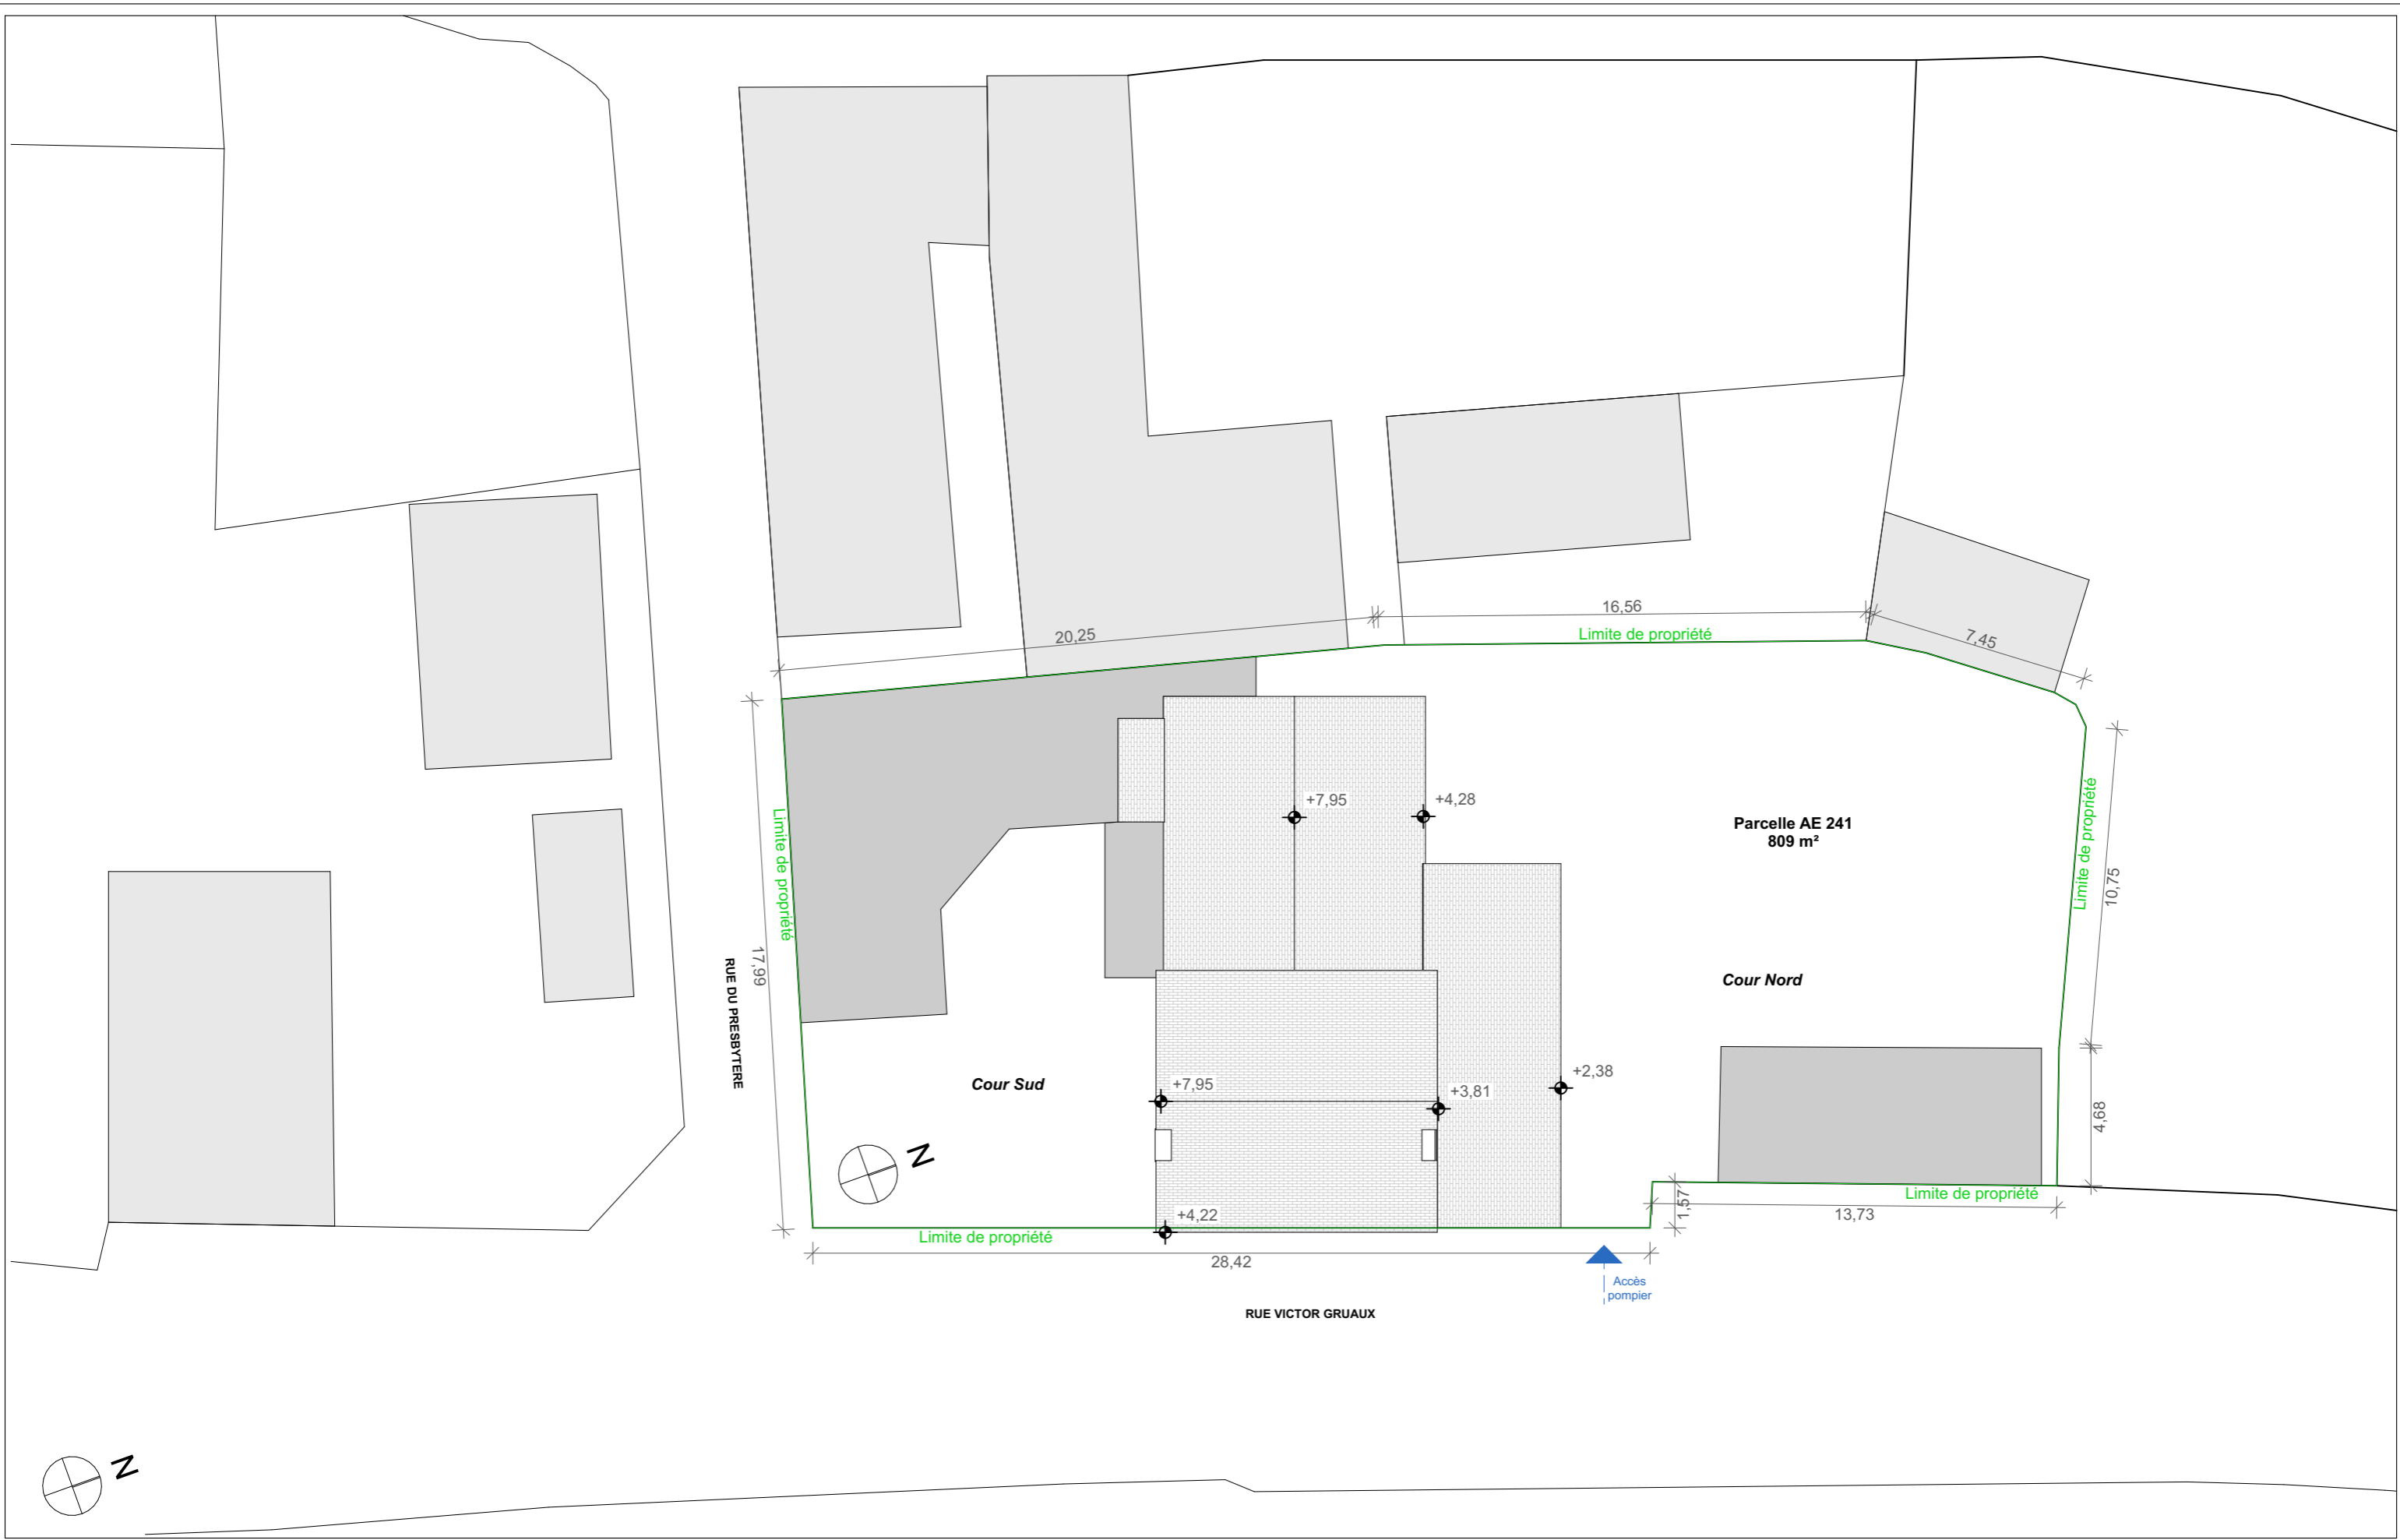 16,56
20,25
Limite de propriété
7,45
+7,95
+4,28
Parcelle AE 241
809 m²
Limite de propriété
Limite de propriété
10,75
17,99
RUE DU PRESBYTERE
Cour Nord
Cour Sud
+7,95
+3,81
+2,38
4,68
N
1,57
Limite de propriété
13,73
+4,22
Limite de propriété
28,42
Accès
pompier
RUE VICTOR GRUAUX
N